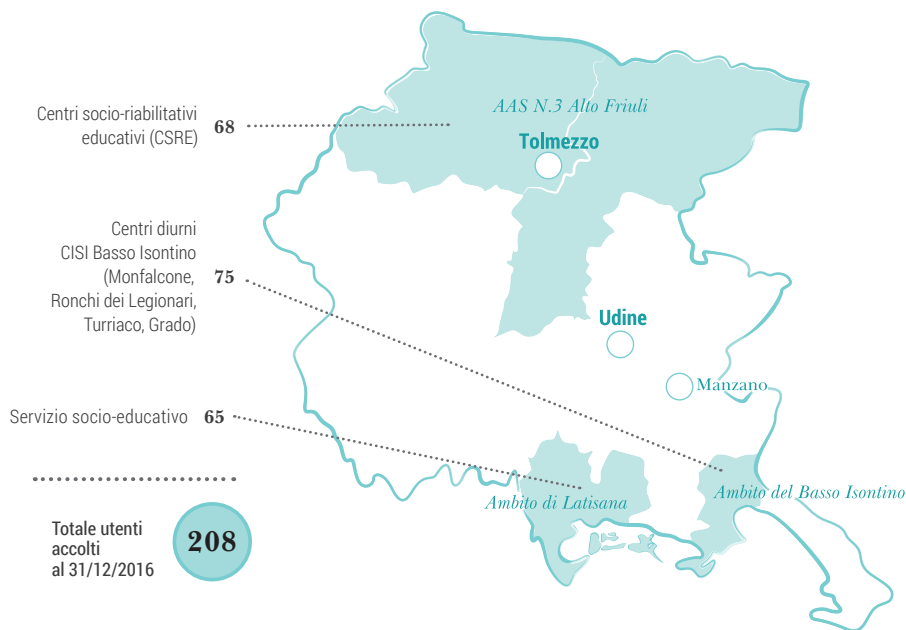 AAS N.3 Alto Friuli
Tolmezzo
Centri socio-riabilitativi
educativi (CSRE)
68
Centri diurni
CISI Basso Isontino
(Monfalcone,
Ronchi dei Legionari,
Turriaco, Grado)
75
Udine
Manzano
Servizio socio-educativo
65
Ambito di Latisana
Ambito del Basso Isontino
Totale utenti
accolti
al 31/12/2016
208